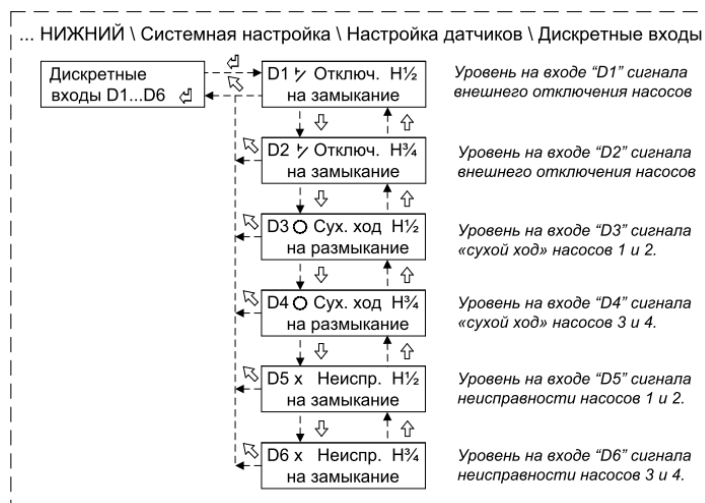 ... НИЖНИЙ \ Системная настройка \ Настройка датчиков \ Дискретные входы
Дискретные
входы D1...D6
D1 Отключ. Н½
на замыкание
Уровень на входе “D1” сигнала
внешнего отключения насосов
D2 Отключ. Н¾
на замыкание
Уровень на входе “D2” сигнала
внешнего отключения насосов
D3 Сух. ход Н½
на размыкание
Уровень на входе “D3” сигнала
«сухой ход» насосов 1 и 2.
D4 Сух. ход Н¾
на размыкание
Уровень на входе “D4” сигнала
«сухой ход» насосов 3 и 4.
D5 x Неиспр. Н½
на замыкание
Уровень на входе “D5” сигнала
неисправности насосов 1 и 2.
D6 x Неиспр. Н¾
на замыкание
Уровень на входе “D6” сигнала
неисправности насосов 3 и 4.